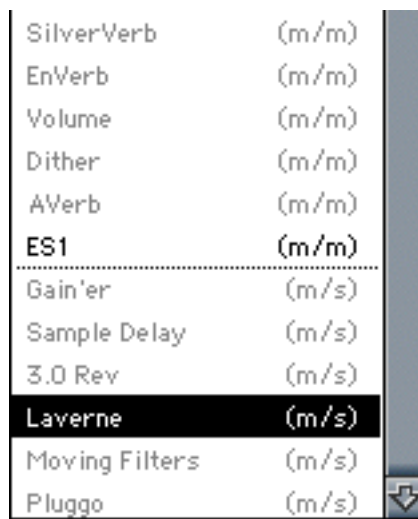 SilverVerb (m/m)
EnVerb (m/m)
Volume (m/m)
Dither (m/m)
AVerb (m/m)
ES1 (m/m)
Gain'er (m/s)
Sample Delay (m/s)
3.0 Rev (m/s)
Laverne (m/s)
Moving Filters (m/s)
Pluggo (m/s)